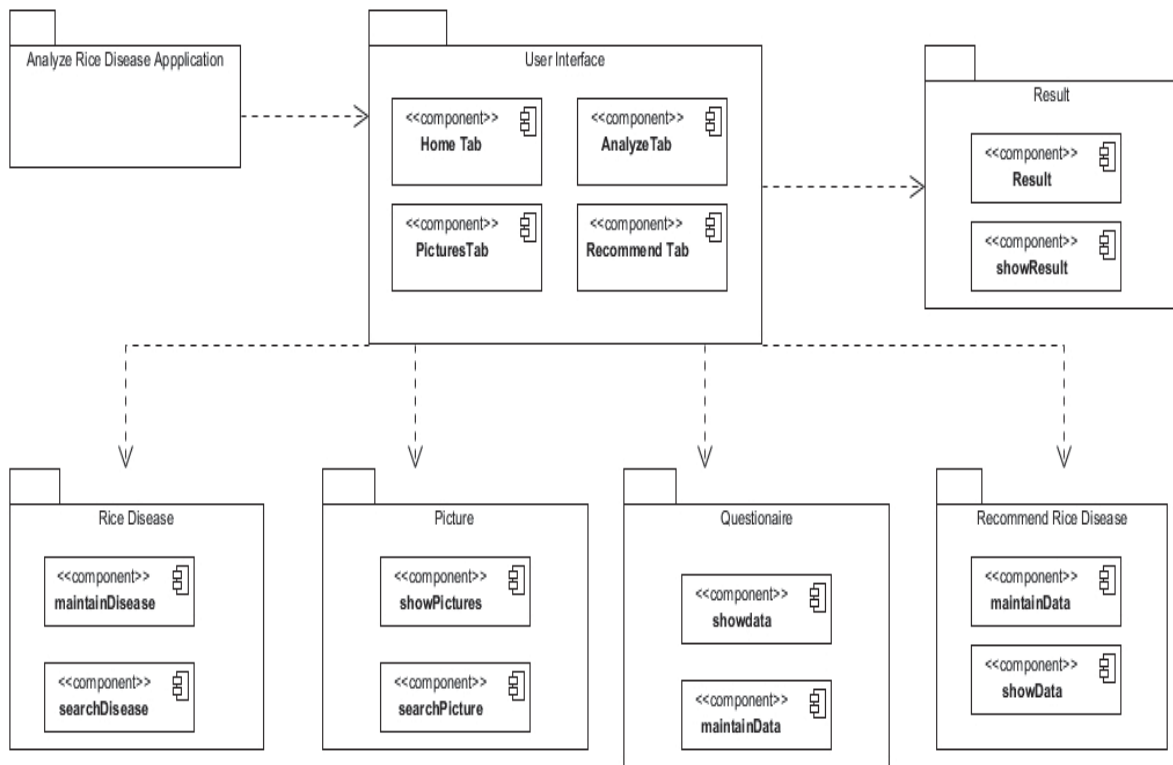 Analyze Rice Disease Appplication
User Interface
<<component>>
Home Tab
<<component>>
AnalyzeTab
<<component>>
PicturesTab
<<component>>
Recommend Tab
Result
<<component>>
Result
<<component>>
showResult
Rice Disease
<<component>>
maintainDisease
<<component>>
searchDisease
Picture
<<component>>
showPictures
<<component>>
searchPicture
Questionaire
<<component>>
showdata
<<component>>
maintainData
Recommend Rice Disease
<<component>>
maintainData
<<component>>
showData